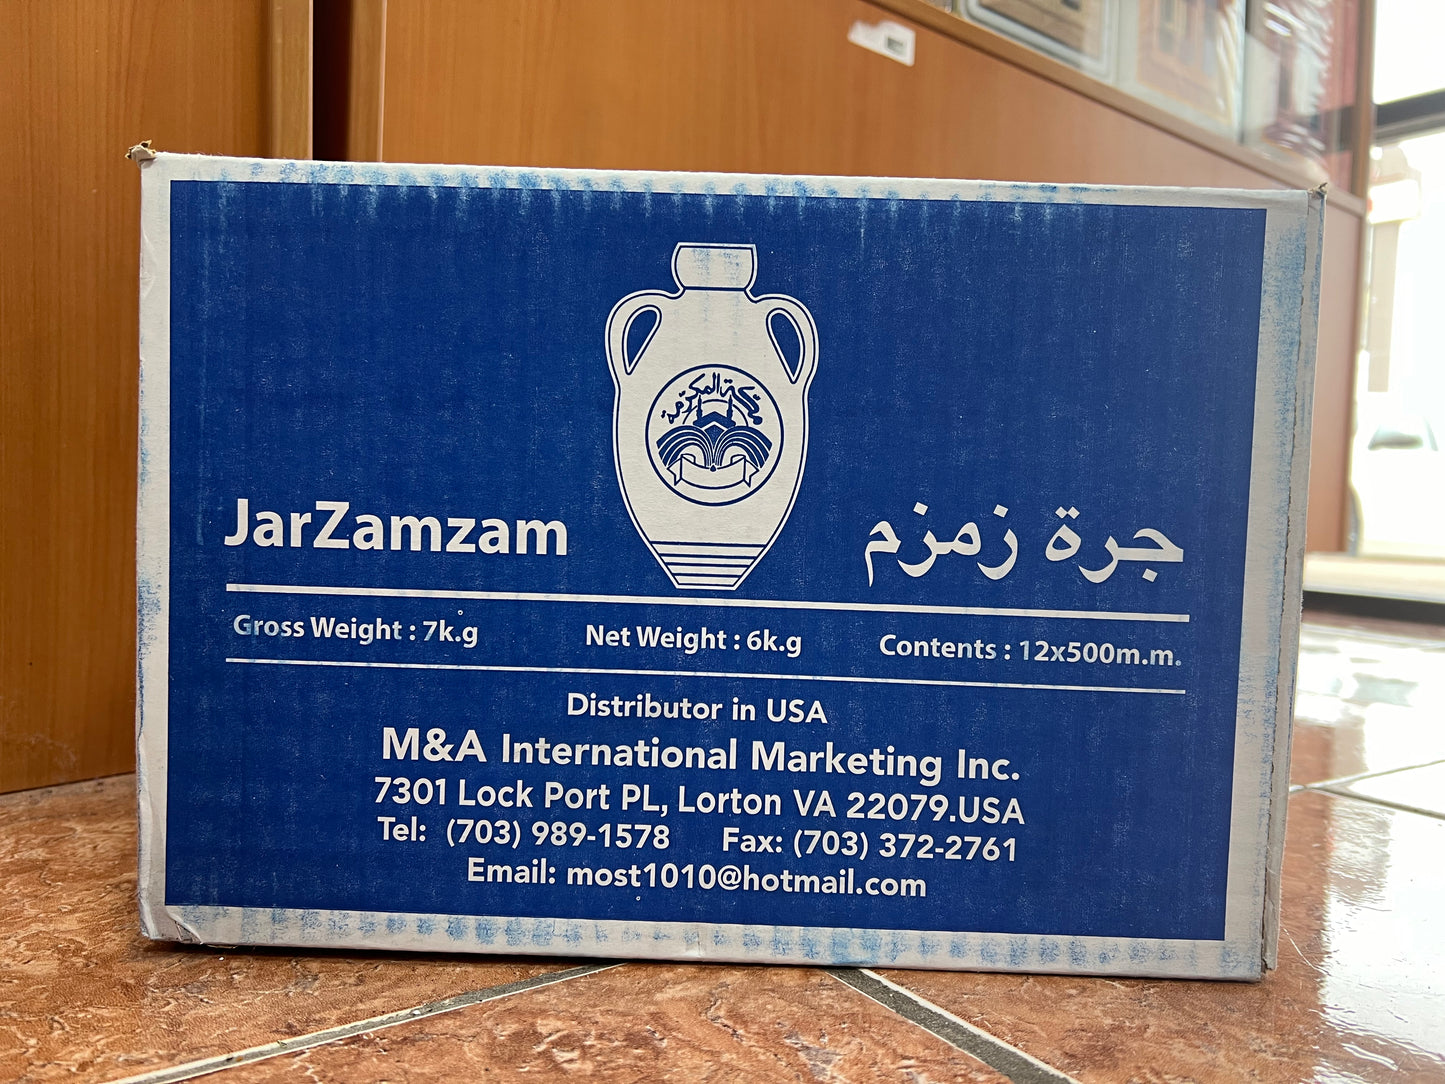 مكة المكرمة
JarZamzam
جرة زمزم
Gross Weight : 7k.g
Net Weight : 6k.g
Contents : 12x500m.m.
Distributor in USA
M&A International Marketing Inc.
7301 Lock Port PL, Lorton VA 22079.USA
Tel: (703) 989-1578 Fax: (703) 372-2761
Email: most1010@hotmail.com